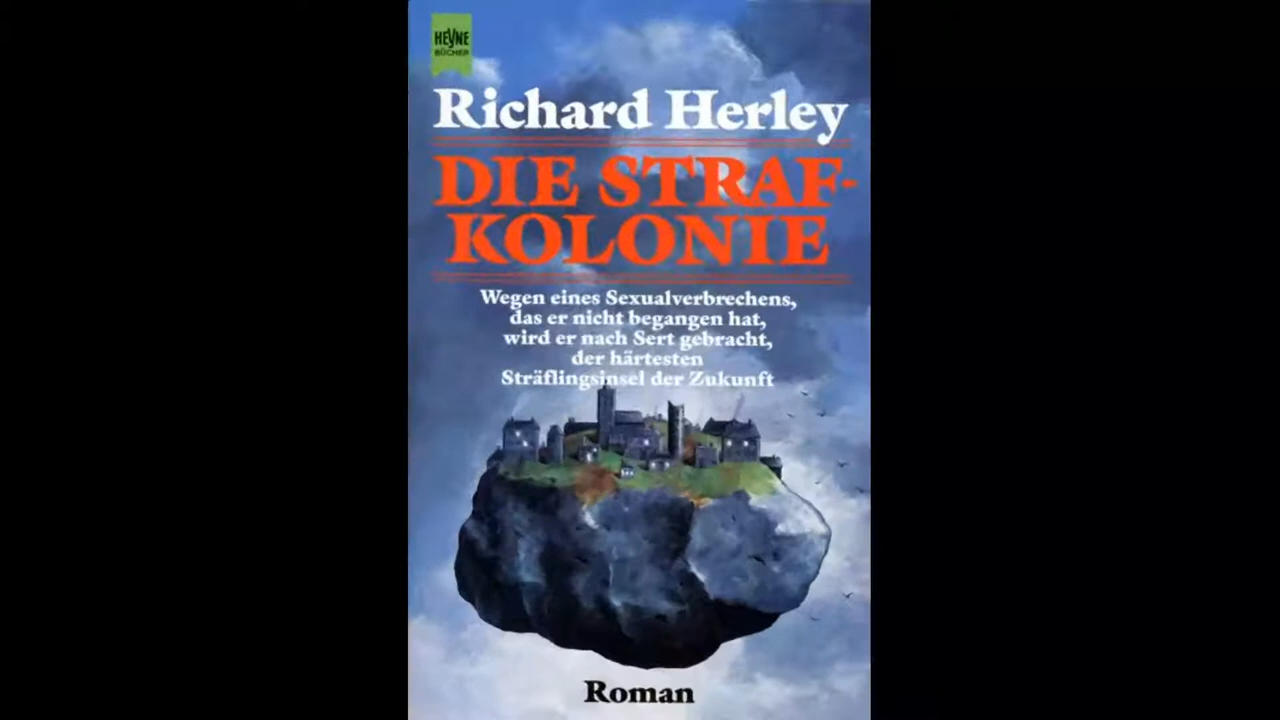 HEYNE
BÜCHER
Richard Herley
DIE STRAF-
KOLONIE
Wegen eines Sexualverbrechens,
das er nicht begangen hat,
wird er nach Sert gebracht,
der härtesten
Sträflingsinsel der Zukunft
Roman